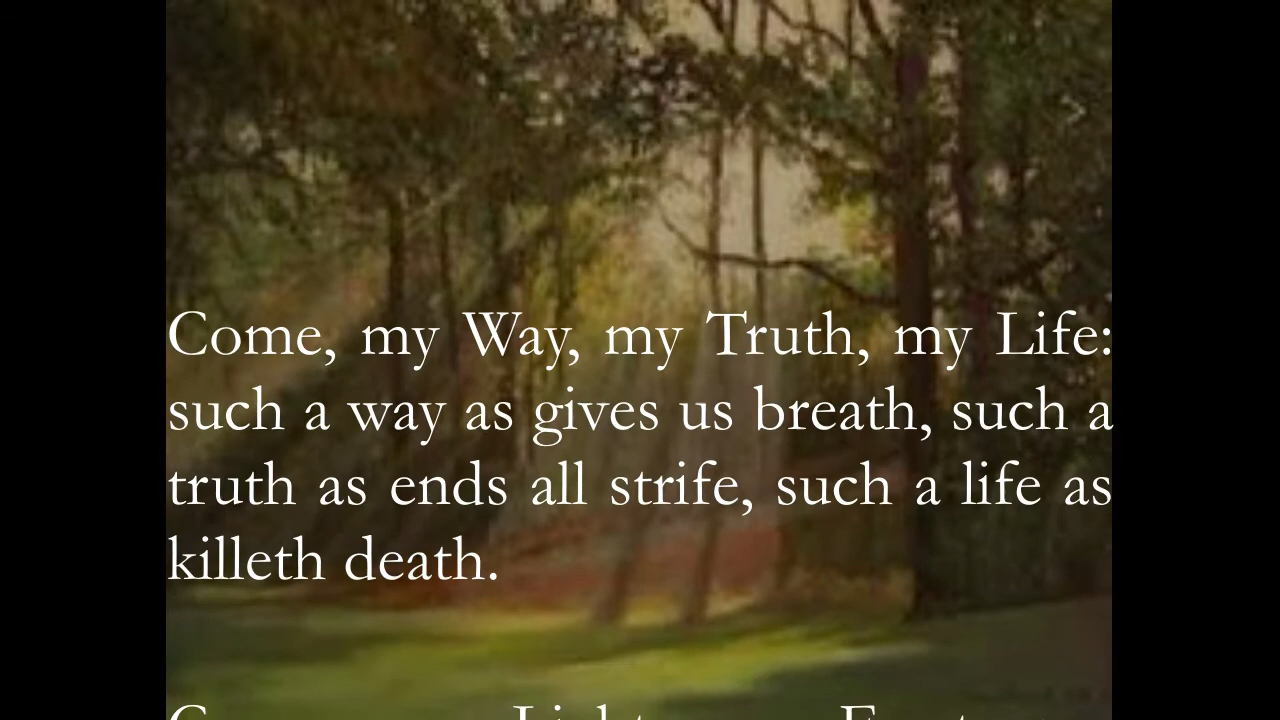 Come, my Way, my Truth, my Life:
such a way as gives us breath, such a
truth as ends all strife, such a life as
killeth death.